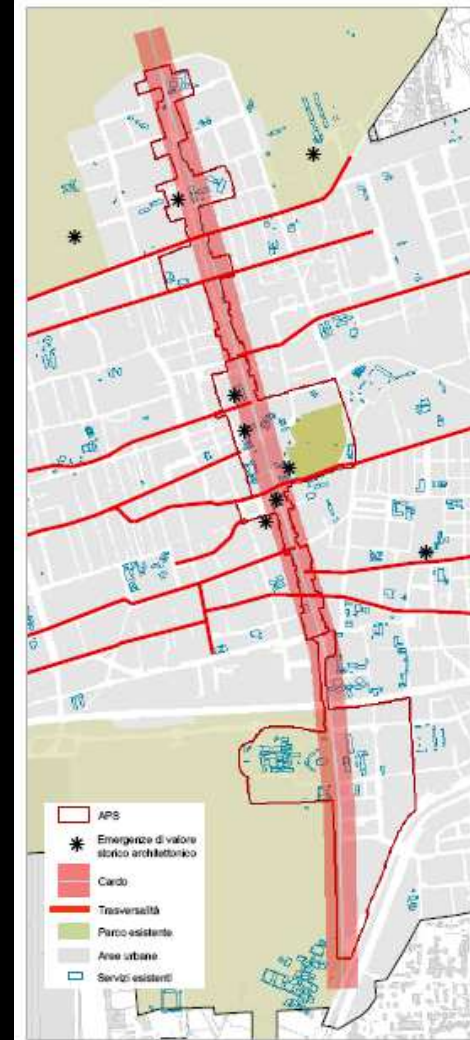 APS
Emergenze di valore
storico architettonico
Cardo
Trasversalità
Parco esistente
Aree urbane
Servizi esistenti